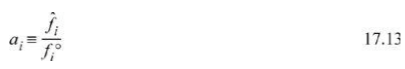 a_i ≡ f̂_i / f_i° 17.13